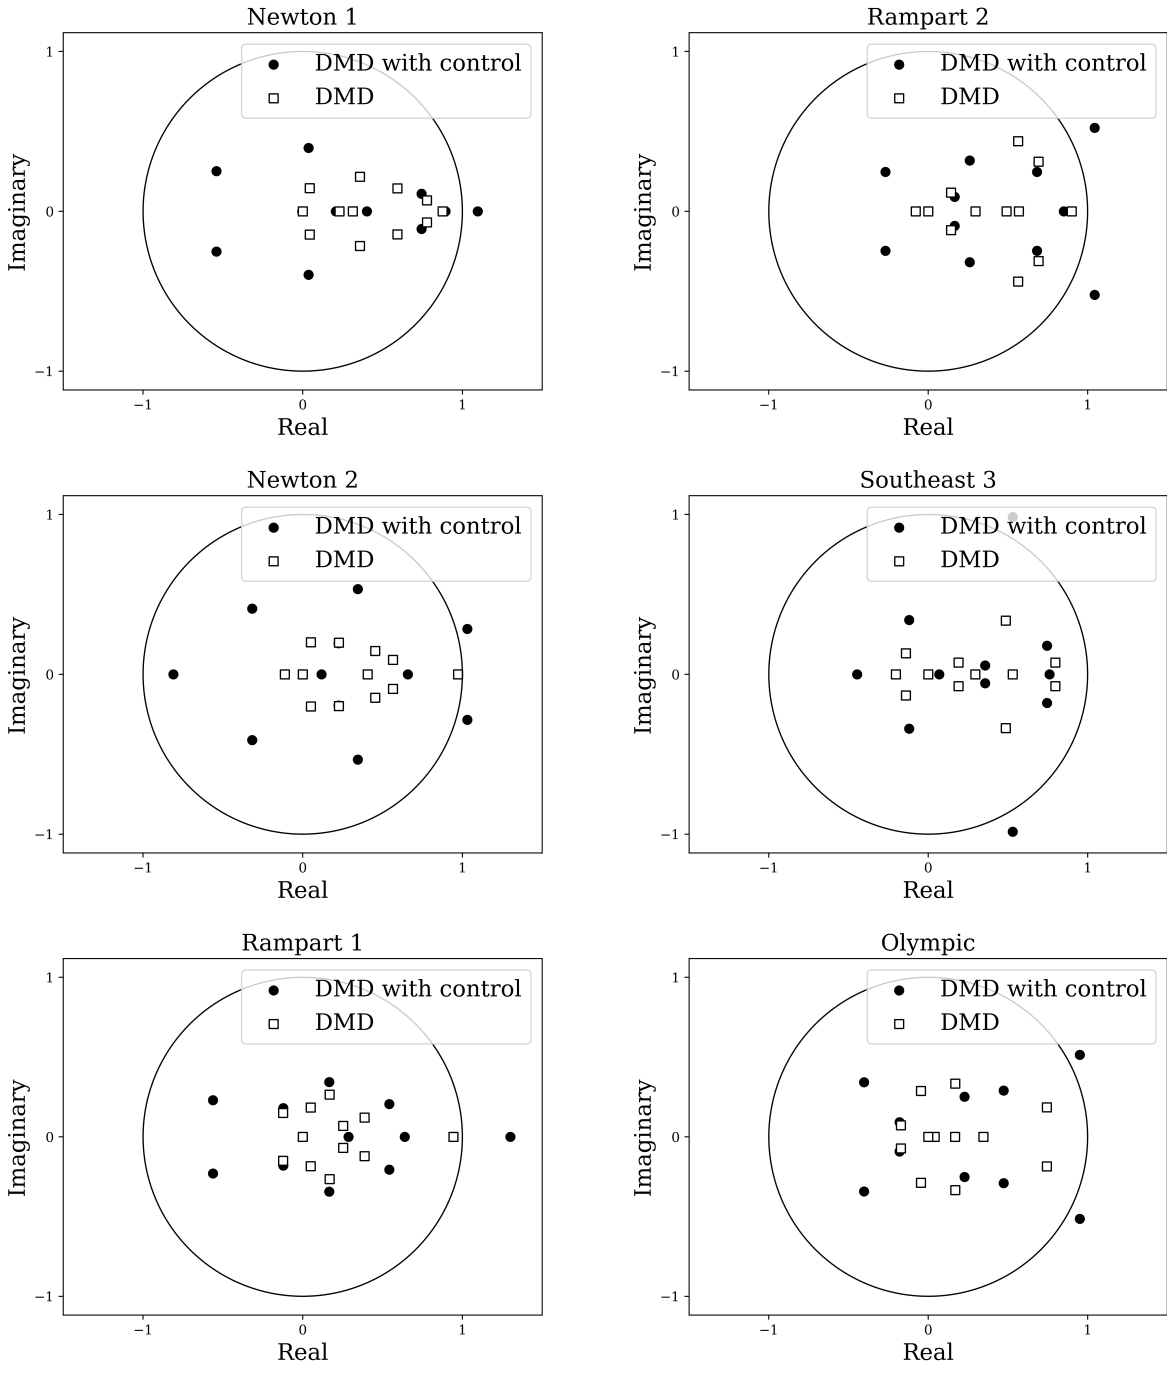 Newton 1
DMD with control
DMD
1
0
−1
Imaginary
−1
0
1
Real
Rampart 2
DMD with control
DMD
1
0
−1
Imaginary
−1
0
1
Real
Newton 2
DMD with control
DMD
1
0
−1
Imaginary
−1
0
1
Real
Southeast 3
DMD with control
DMD
1
0
−1
Imaginary
−1
0
1
Real
Rampart 1
DMD with control
DMD
1
0
−1
Imaginary
−1
0
1
Real
Olympic
DMD with control
DMD
1
0
−1
Imaginary
−1
0
1
Real